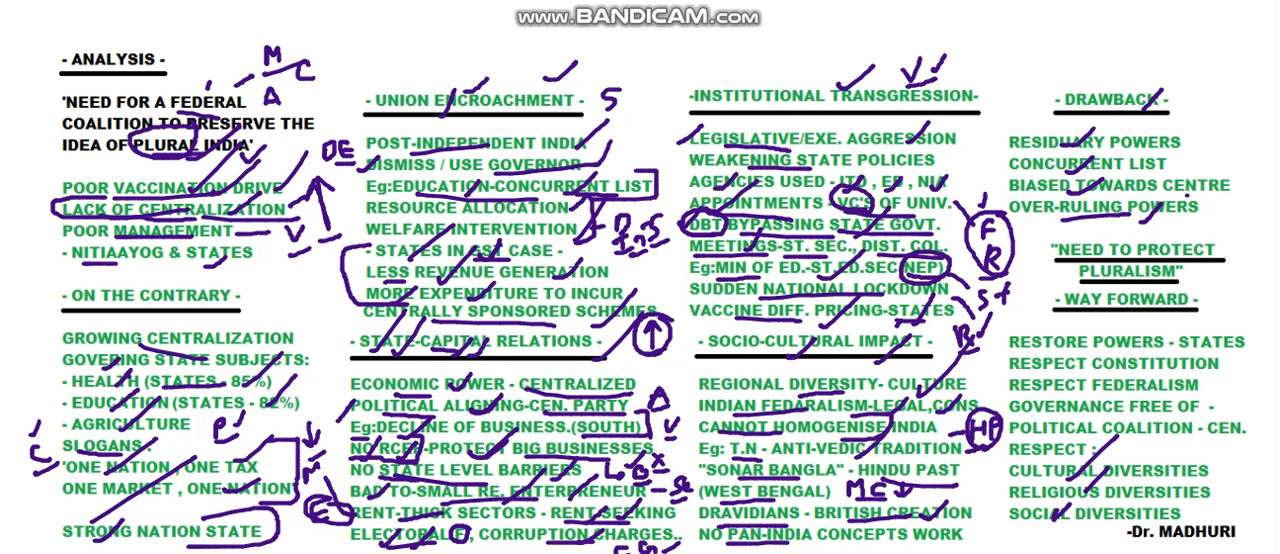 www.BANDICAM.com
- ANALYSIS -
'NEED FOR A FEDERAL
COALITION TO PRESERVE THE
IDEA OF PLURAL INDIA'
POOR VACCINATION DRIVE
LACK OF CENTRALIZATION
POOR MANAGEMENT
- NITIAAYOG & STATES
- ON THE CONTRARY -
GROWING CENTRALIZATION
GOVERING STATE SUBJECTS:
- HEALTH (STATES - 85%)
- EDUCATION (STATES - 82%)
- AGRICULTURE
SLOGANS:
'ONE NATION, ONE TAX
ONE MARKET, ONE NATION'
STRONG NATION STATE
- UNION ENCROACHMENT -
POST-INDEPENDENT INDIA
DISMISS / USE GOVERNOR
Eg:EDUCATION-CONCURRENT LIST
RESOURCE ALLOCATION
WELFARE INTERVENTION
- STATES IN GST CASE -
LESS REVENUE GENERATION
MORE EXPENDITURE TO INCUR
CENTRALLY SPONSORED SCHEMES
- STATE-CAPITAL RELATIONS -
ECONOMIC POWER - CENTRALIZED
POLITICAL ALIGNING-CEN. PARTY
Eg:DECLINE OF BUSINESS.(SOUTH)
NO RCEP-PROTECT BIG BUSINESSES
NO STATE LEVEL BARRIERS
BAD TO-SMALL RE. ENTERPRENEUR
RENT-THICK SECTORS - RENT SEEKING
CORRUPTION CHARGES..
-INSTITUTIONAL TRANSGRESSION-
LEGISLATIVE/EXE. AGGRESSION
WEAKENING STATE POLICIES
AGENCIES USED - ITD , ED , NIA
APPOINTMENTS - VC'S OF UNIV.
DBT BYPASSING STATE GOVT.
MEETINGS-ST. SEC., DIST. COL.
Eg:MIN OF ED.-ST.ED.SEC(NEP)
SUDDEN NATIONAL LOCKDOWN
VACCINE DIFF. PRICING-STATES
- SOCIO-CULTURAL IMPACT -
REGIONAL DIVERSITY- CULTURE
INDIAN FEDARALISM-LEGAL,CONS
CANNOT HOMOGENISE INDIA
Eg: T.N - ANTI-VEDIC TRADITION
"SONAR BANGLA" - HINDU PAST
(WEST BENGAL)
DRAVIDIANS - BRITISH CREATION
NO PAN-INDIA CONCEPTS WORK
- DRAWBACK -
RESIDIARY POWERS
CONCURRENT LIST
BIASED TOWARDS CENTRE
OVER-RULING POWERS
"NEED TO PROTECT
PLURALISM"
- WAY FORWARD -
RESTORE POWERS - STATES
RESPECT CONSTITUTION
RESPECT FEDERALISM
GOVERNANCE FREE OF -
POLITICAL COALITION - CEN.
RESPECT :
CULTURAL DIVERSITIES
RELIGIOUS DIVERSITIES
SOCIAL DIVERSITIES
-Dr. MADHURI